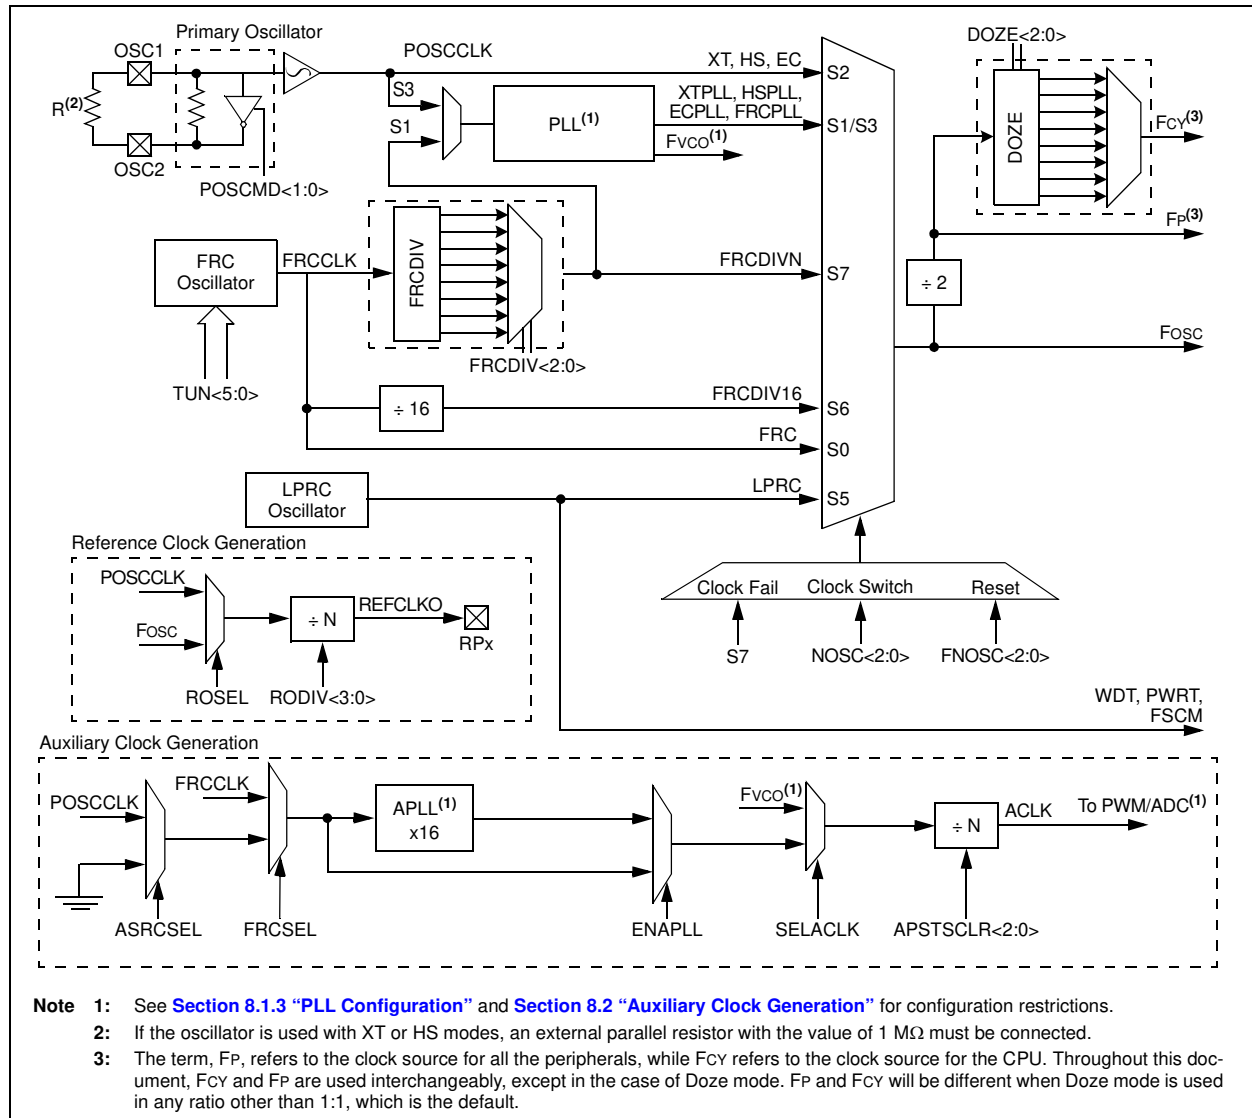 Primary Oscillator
OSC1
R(2)
OSC2
POSCMD<1:0>
POSCCLK
S3
S1
PLL(1)
XT, HS, EC
XTPLL, HSPLL,
ECPLL, FRCPLL
FVCO(1)
S2
S1/S3
DOZE<2:0>
DOZE
FCY(3)
FP(3)
÷ 2
FOSC
FRC
Oscillator
FRCCLK
TUN<5:0>
FRCDIV
FRCDIV<2:0>
FRCDIVN
S7
÷ 16
FRCDIV16
S6
FRC
S0
LPRC
Oscillator
LPRC
S5
Clock Fail
Clock Switch
Reset
S7
NOSC<2:0>
FNOSC<2:0>
WDT, PWRT,
FSCM
Reference Clock Generation
POSCCLK
FOSC
ROSEL
÷ N
RODIV<3:0>
REFCLKO
RPx
Auxiliary Clock Generation
POSCCLK
ASRCSEL
FRCCLK
FRCSEL
APLL(1)
x16
ENAPLL
FVCO(1)
SELACLK
÷ N
APSTSCLR<2:0>
ACLK
To PWM/ADC(1)
Note 1: See Section 8.1.3 “PLL Configuration” and Section 8.2 “Auxiliary Clock Generation” for configuration restrictions.
2: If the oscillator is used with XT or HS modes, an external parallel resistor with the value of 1 MΩ must be connected.
3: The term, FP, refers to the clock source for all the peripherals, while FCY refers to the clock source for the CPU. Throughout this doc-
ument, FCY and FP are used interchangeably, except in the case of Doze mode. FP and FCY will be different when Doze mode is used
in any ratio other than 1:1, which is the default.